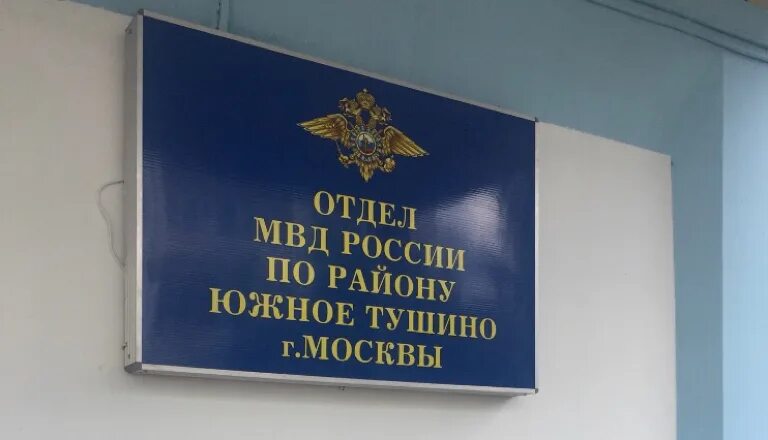 ОТДЕЛ
МВД РОССИИ
ПО РАЙОНУ
ЮЖНОЕ ТУШИНО
г.МОСКВЫ